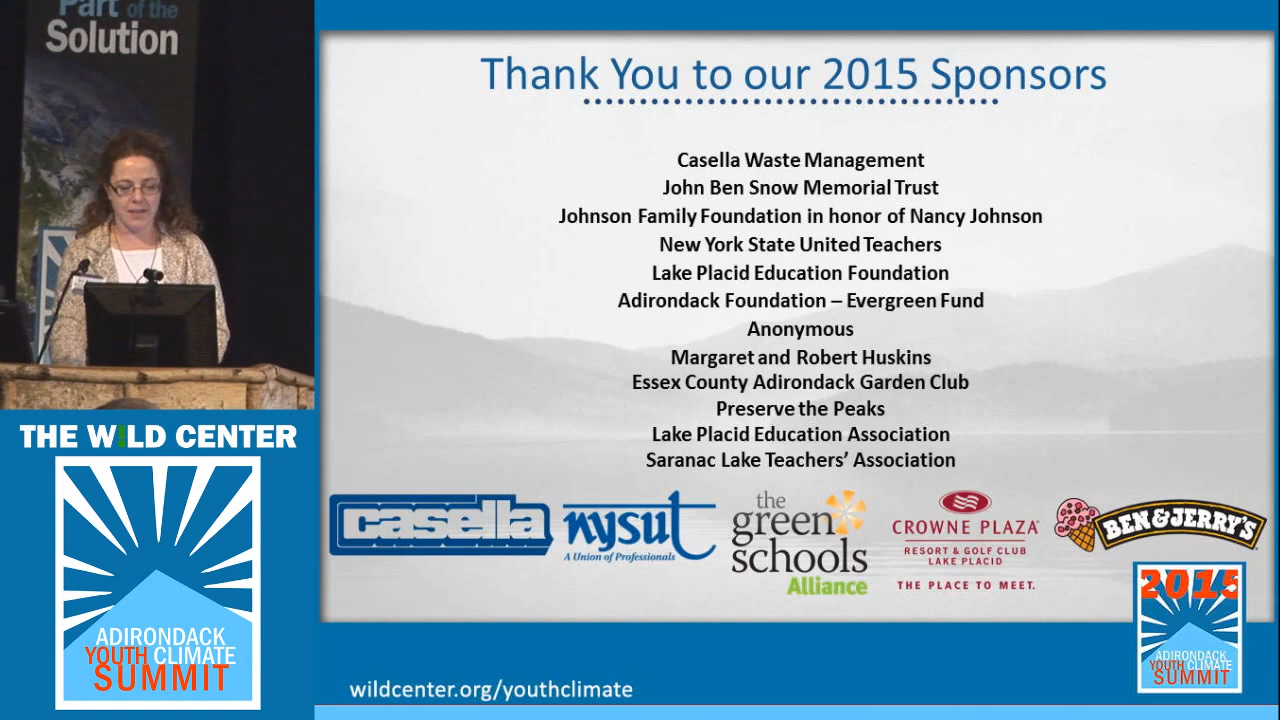 Part of the
Solution
THE WILD CENTER
ADIRONDACK
YOUTH CLIMATE
SUMMIT
Thank You to our 2015 Sponsors
Casella Waste Management
John Ben Snow Memorial Trust
Johnson Family Foundation in honor of Nancy Johnson
New York State United Teachers
Lake Placid Education Foundation
Adirondack Foundation – Evergreen Fund
Anonymous
Margaret and Robert Huskins
Essex County Adirondack Garden Club
Preserve the Peaks
Lake Placid Education Association
Saranac Lake Teachers’ Association
casella
nysut
A Union of Professionals
the
green
schools
Alliance
CROWNE PLAZA
RESORT & GOLF CLUB
LAKE PLACID
THE PLACE TO MEET.
BEN & JERRY'S
2015
ADIRONDACK
YOUTH CLIMATE
SUMMIT
wildcenter.org/youthclimate